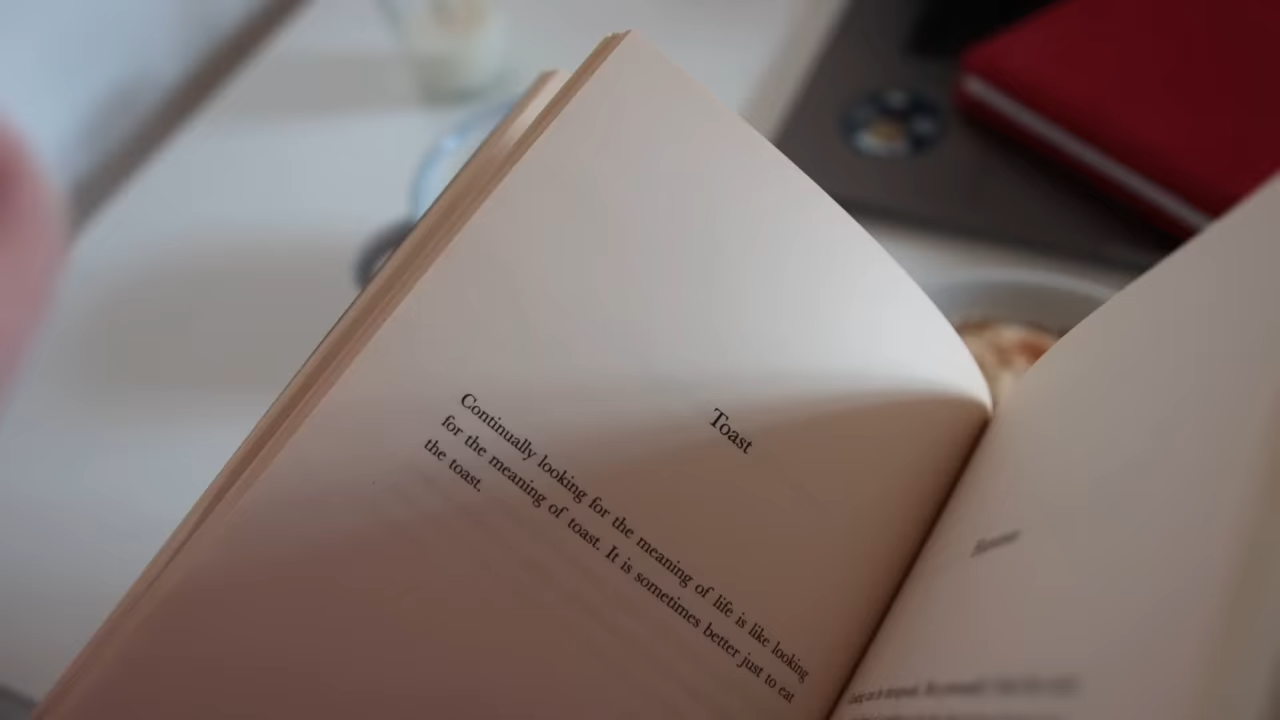 Toast
Continually looking for the meaning of life is like looking
for the meaning of toast. It is sometimes better just to eat
the toast.